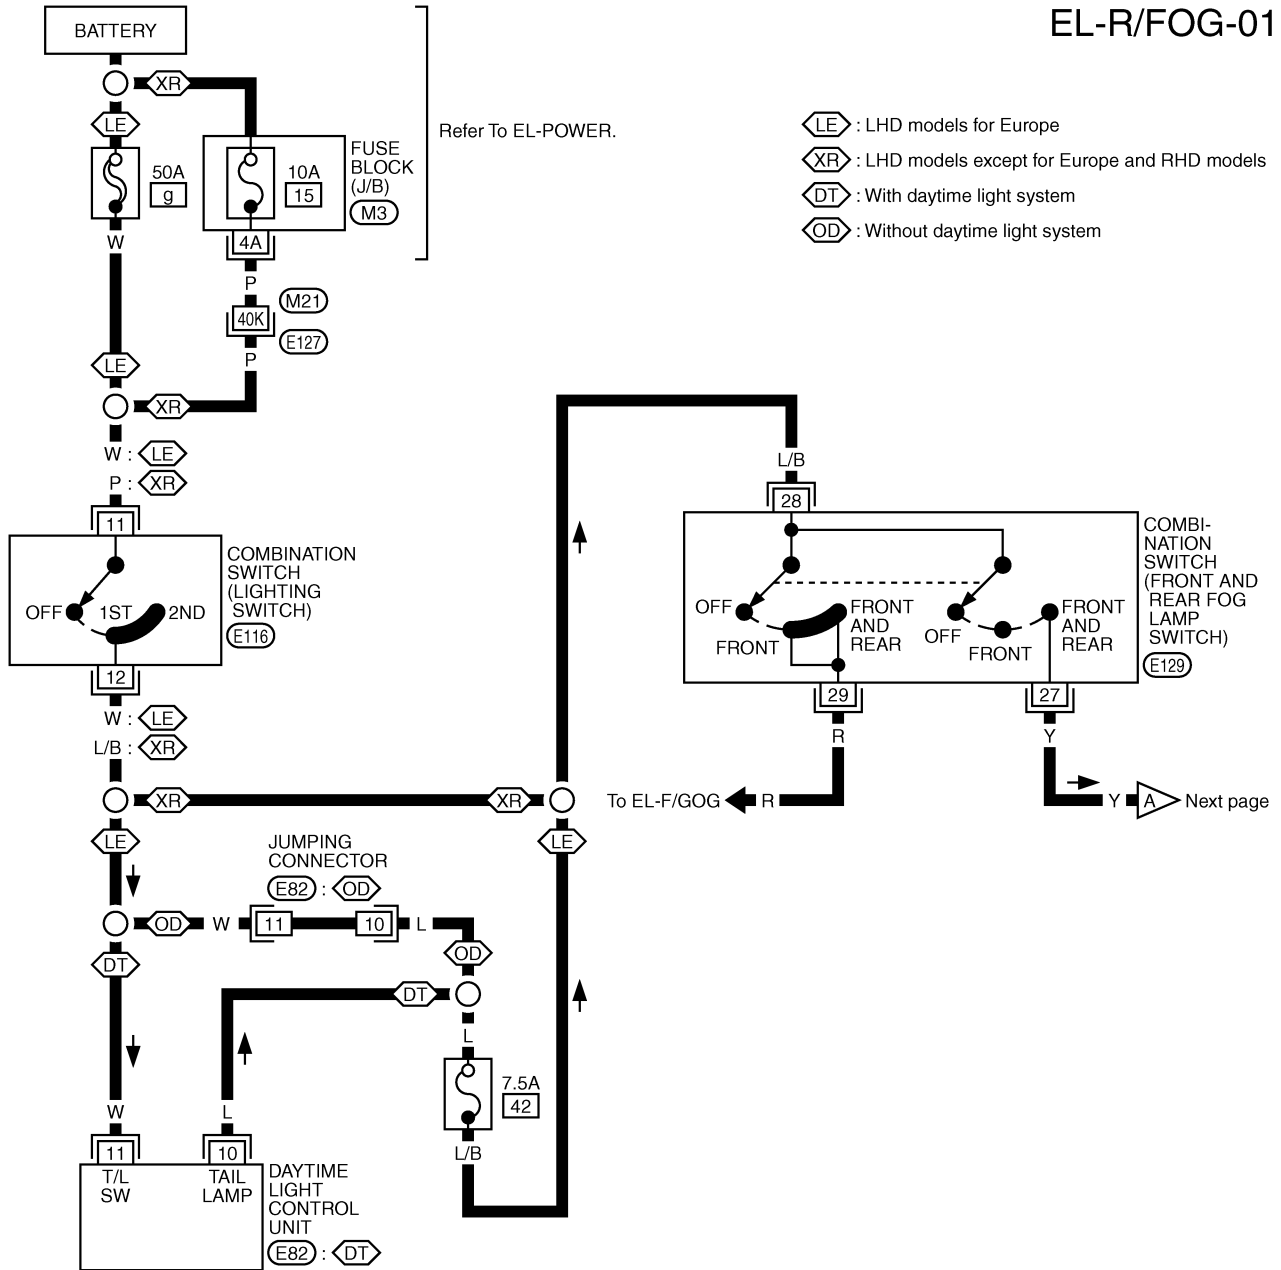 EL-R/FOG-01
BATTERY
XR
LE
Refer To EL-POWER.
LE : LHD models for Europe
XR : LHD models except for Europe and RHD models
DT : With daytime light system
OD : Without daytime light system
50A
g
10A
15
FUSE
BLOCK
(J/B)
M3
W
4A
P
M21
40K
E127
P
LE
XR
W : LE
P : XR
11
COMBINATION
SWITCH
(LIGHTING
SWITCH)
E116
OFF
1ST
2ND
12
W : LE
L/B : XR
L/B
28
COMBI-
NATION
SWITCH
(FRONT AND
REAR FOG
LAMP
SWITCH)
E129
OFF
FRONT
FRONT
AND
REAR
OFF
FRONT
FRONT
AND
REAR
29
27
R
Y
XR
XR
To EL-F/GOG
R
Y
A
Next page
LE
LE
JUMPING
CONNECTOR
E82 : OD
OD
W
11
10
L
OD
DT
DT
L
7.5A
42
W
L
L/B
11
10
T/L
SW
TAIL
LAMP
DAYTIME
LIGHT
CONTROL
UNIT
E82 : DT